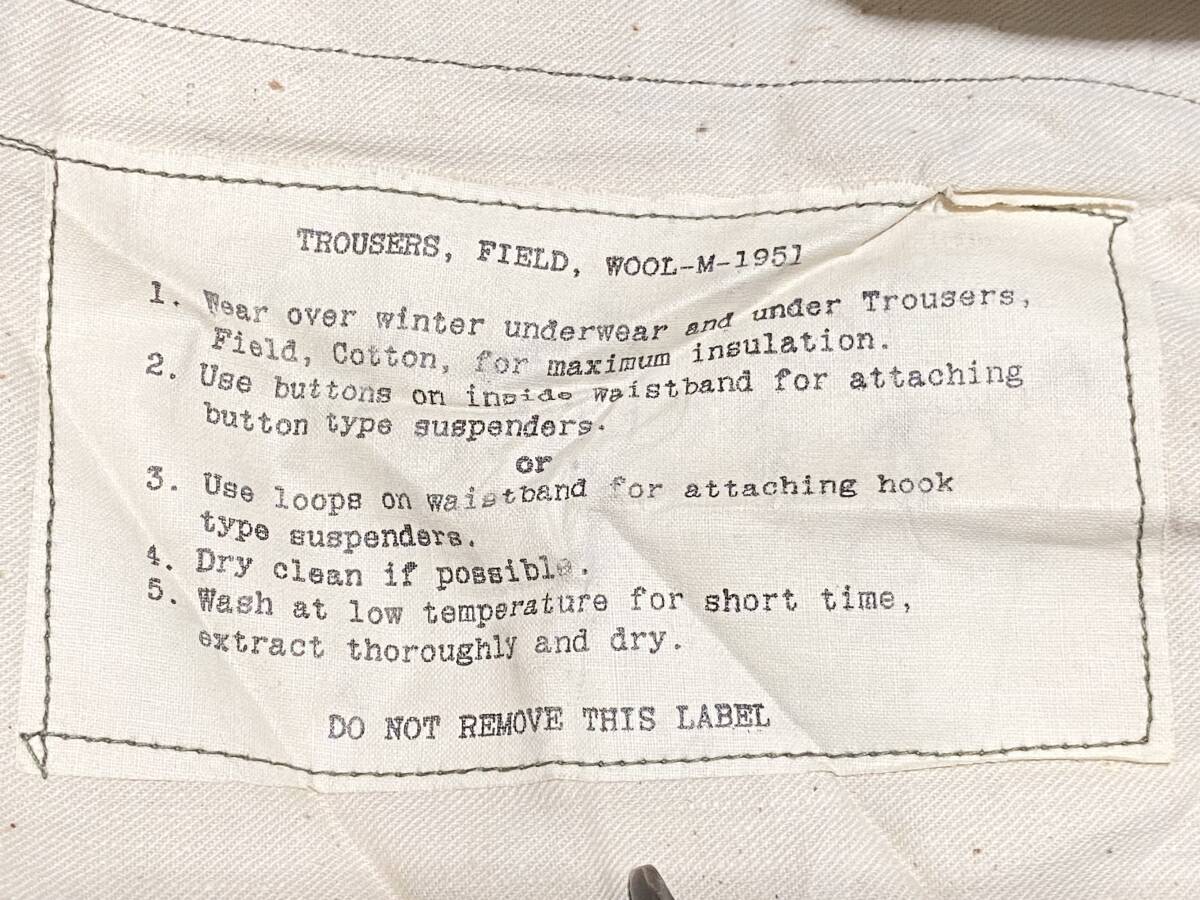 TROUSERS, FIELD, WOOL-M-1951
1. Wear over winter underwear and under Trousers,
Field, Cotton, for maximum insulation.
2. Use buttons on inside waistband for attaching
button type suspenders.
or
3. Use loops on waistband for attaching hook
type suspenders.
4. Dry clean if possible.
5. Wash at low temperature for short time,
extract thoroughly and dry.
DO NOT REMOVE THIS LABEL